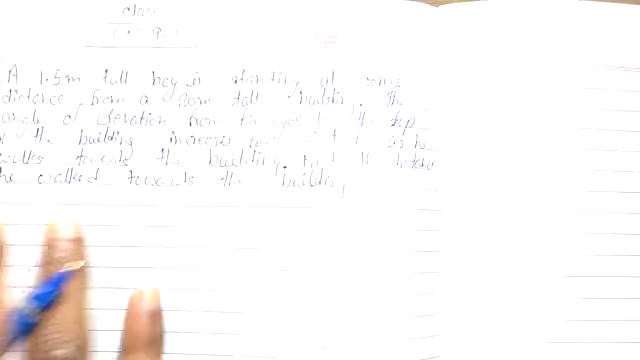 class
A 1.5m tall boy is standing at some
distance from a 30m tall building. The
angle of elevation from his eyes to the top
of the building increases as he
walks towards the building. Find the distance
he walked towards the building